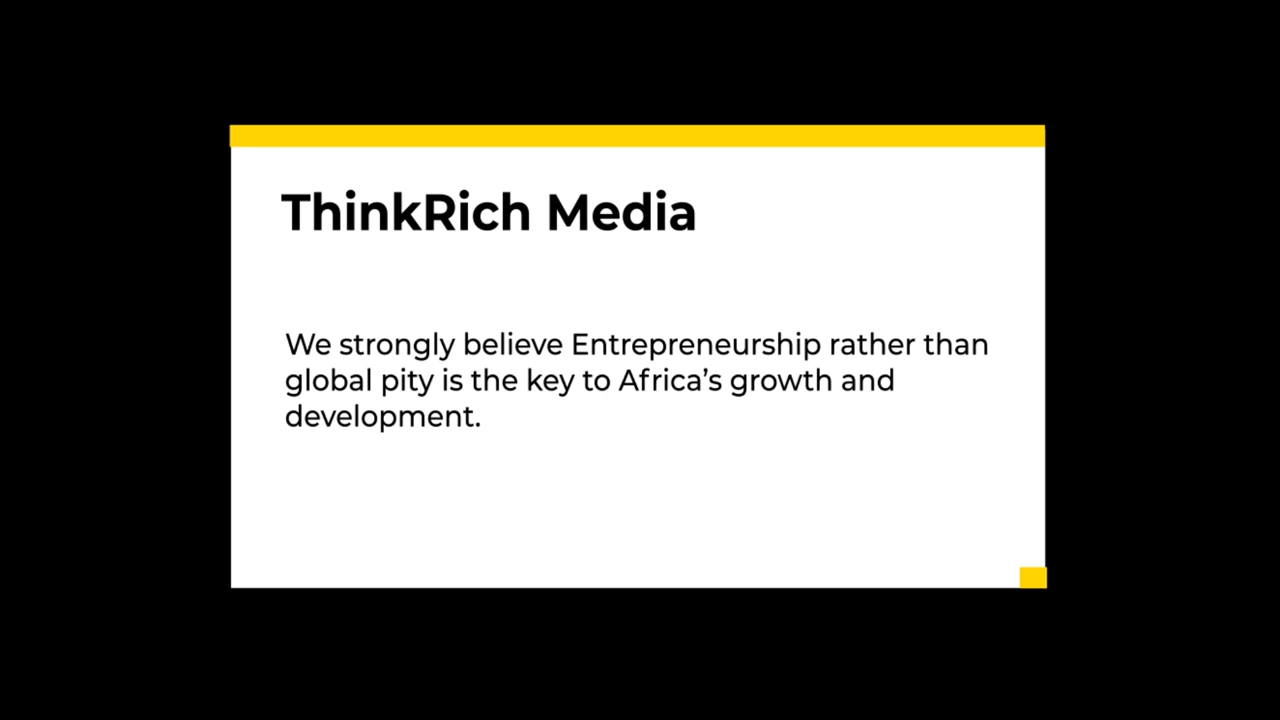 ThinkRich Media
We strongly believe Entrepreneurship rather than
global pity is the key to Africa’s growth and
development.